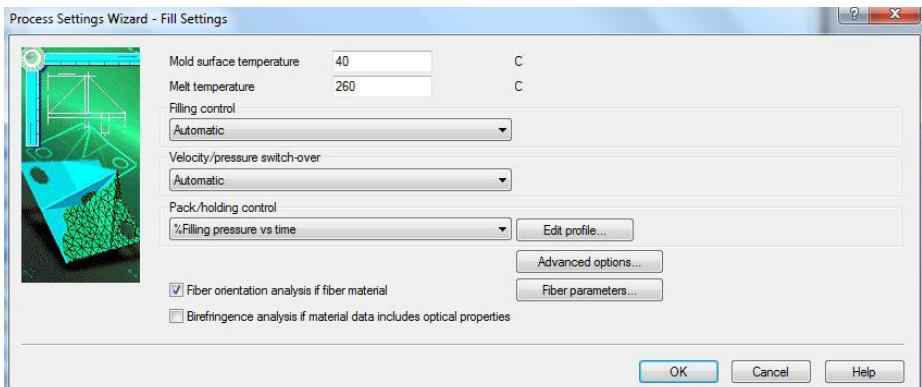 Process Settings Wizard - Fill Settings
Mold surface temperature 40 C
Melt temperature 260 C
Filling control
Automatic
Velocity/pressure switch-over
Automatic
Pack/holding control
%Filling pressure vs time Edit profile...
Advanced options...
Fiber orientation analysis if fiber material Fiber parameters...
Birefringence analysis if material data includes optical properties
OK Cancel Help